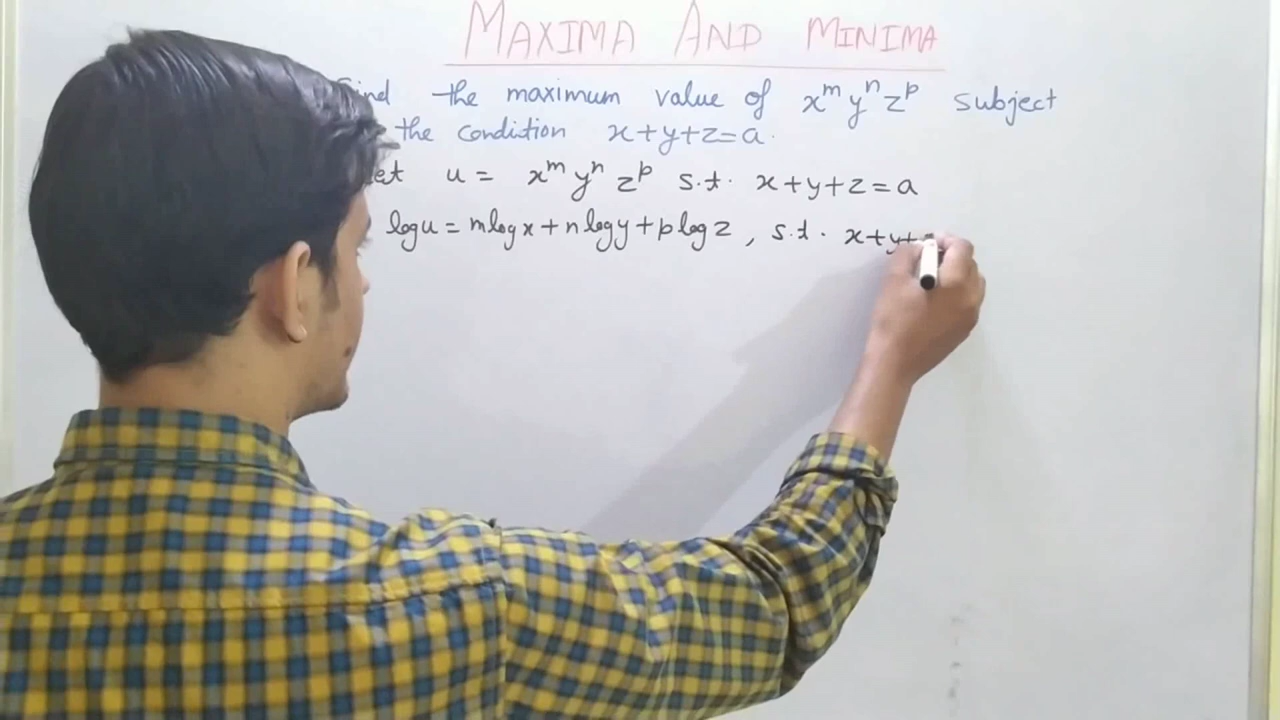 MAXIMA AND MINIMA
the maximum value of x^m y^n z^p subject
the condition x+y+z=a.
u = x^m y^n z^p s.t. x+y+z=a
logu = mlogx+nlogy+plogz, s.t. x+y+